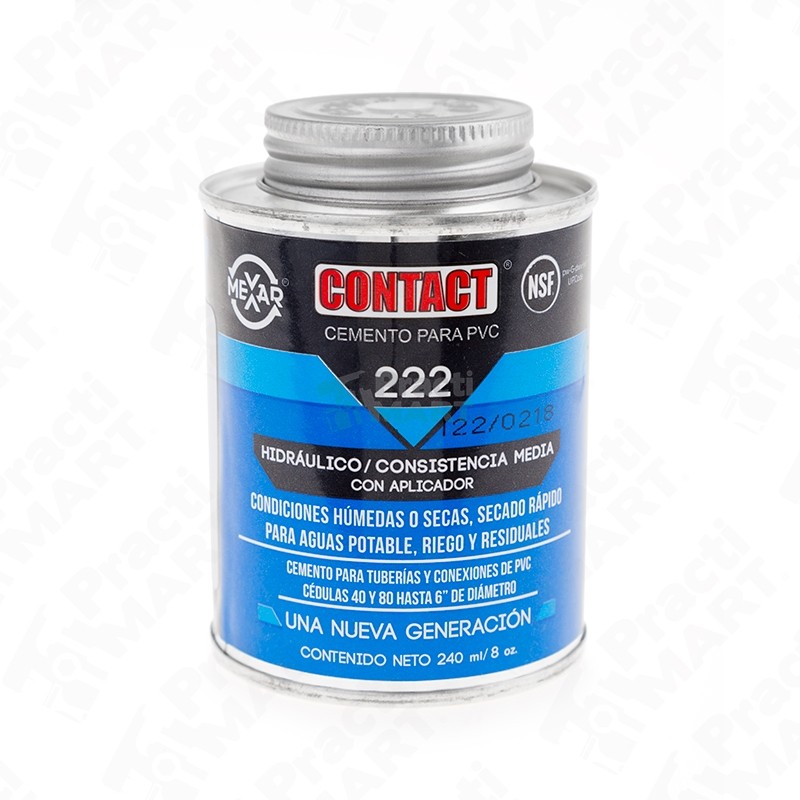 MEXAR®
CONTACT®
NSF®
CEMENTO PARA PVC
222
122/0218
HIDRÁULICO/CONSISTENCIA MEDIA
CON APLICADOR
CONDICIONES HÚMEDAS O SECAS, SECADO RÁPIDO
PARA AGUAS POTABLE, RIEGO Y RESIDUALES
CEMENTO PARA TUBERÍAS Y CONEXIONES DE PVC
CÉDULAS 40 Y 80 HASTA 6" DE DIÁMETRO
UNA NUEVA GENERACIÓN
CONTENIDO NETO 240 ml/8 oz.
Practi
MART